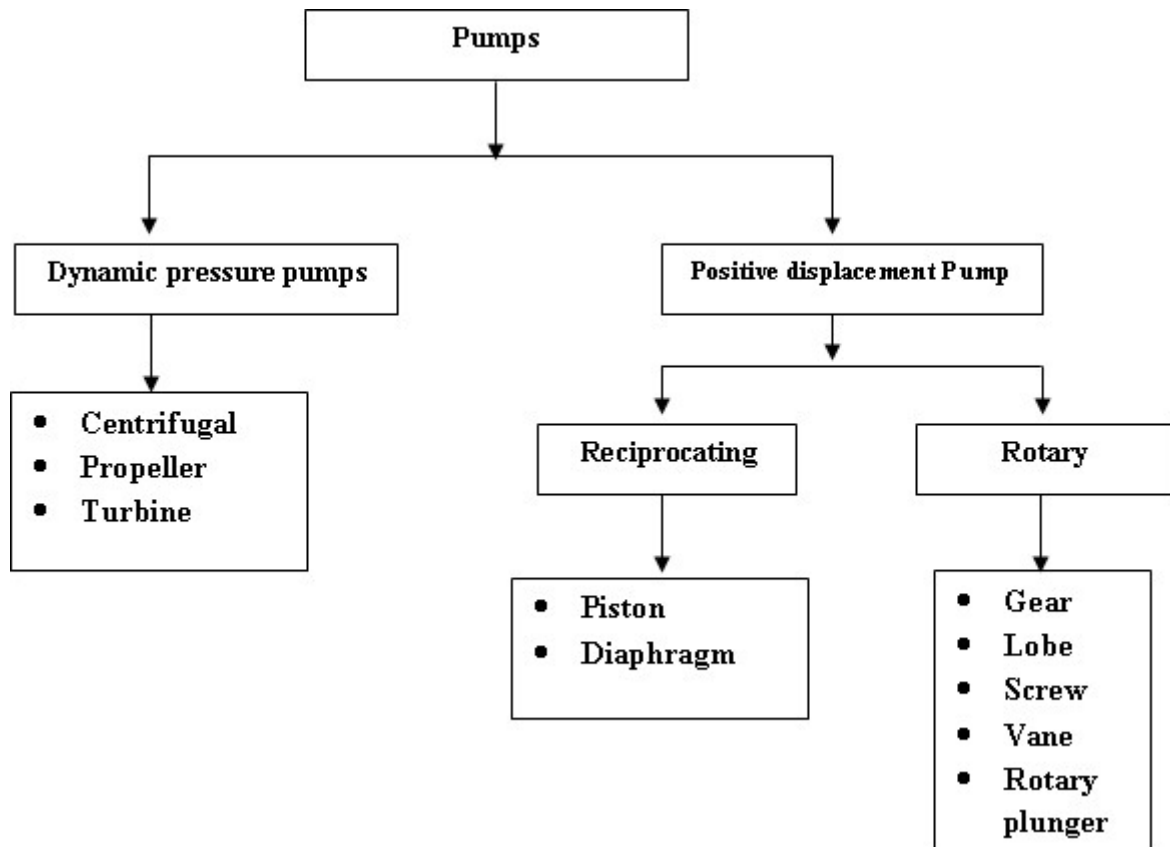 Pumps
Dynamic pressure pumps
Positive displacement Pump
• Centrifugal
• Propeller
• Turbine
Reciprocating
Rotary
• Piston
• Diaphragm
• Gear
• Lobe
• Screw
• Vane
• Rotary
plunger